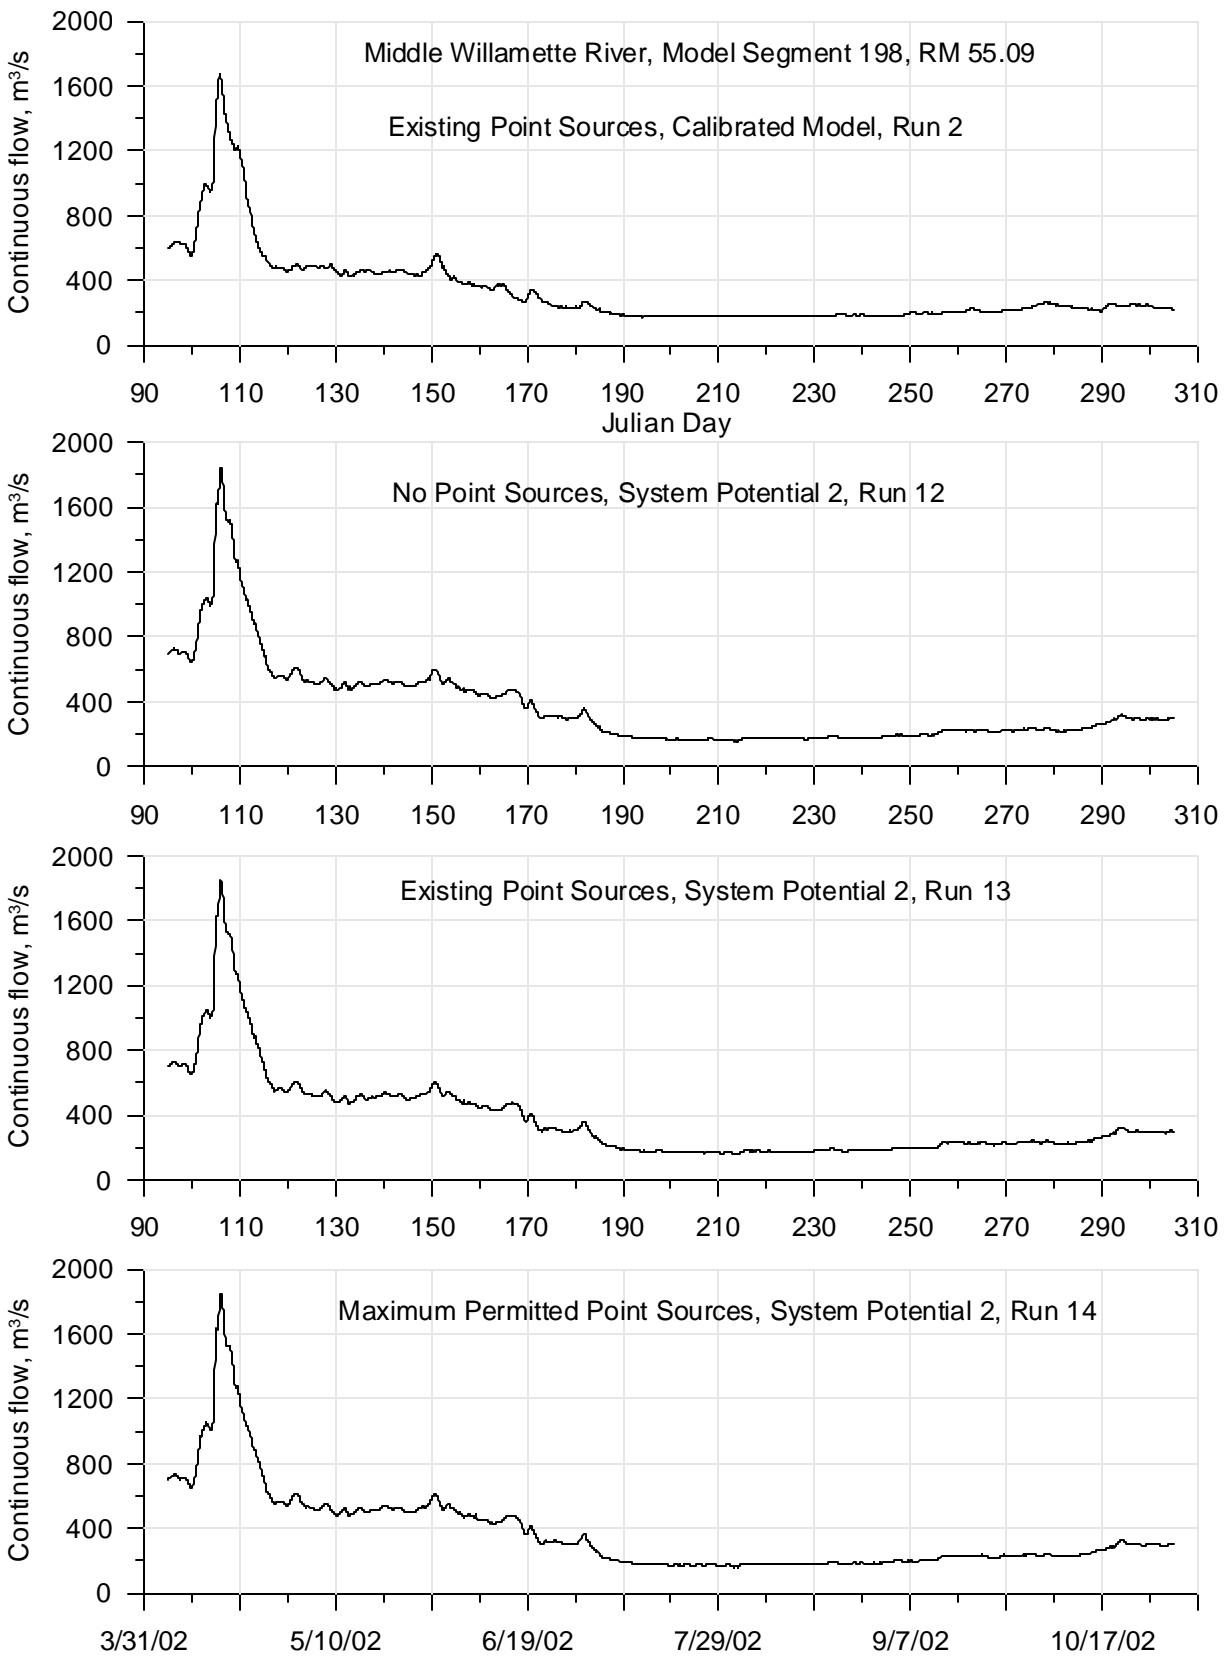 2000
Middle Willamette River, Model Segment 198, RM 55.09
1600
Existing Point Sources, Calibrated Model, Run 2
1200
800
400
0
Continuous flow, m³/s
90 110 130 150 170 190 210 230 250 270 290 310
Julian Day
2000
No Point Sources, System Potential 2, Run 12
1600
1200
800
400
0
Continuous flow, m³/s
90 110 130 150 170 190 210 230 250 270 290 310
2000
Existing Point Sources, System Potential 2, Run 13
1600
1200
800
400
0
Continuous flow, m³/s
90 110 130 150 170 190 210 230 250 270 290 310
2000
Maximum Permitted Point Sources, System Potential 2, Run 14
1600
1200
800
400
0
Continuous flow, m³/s
3/31/02 5/10/02 6/19/02 7/29/02 9/7/02 10/17/02